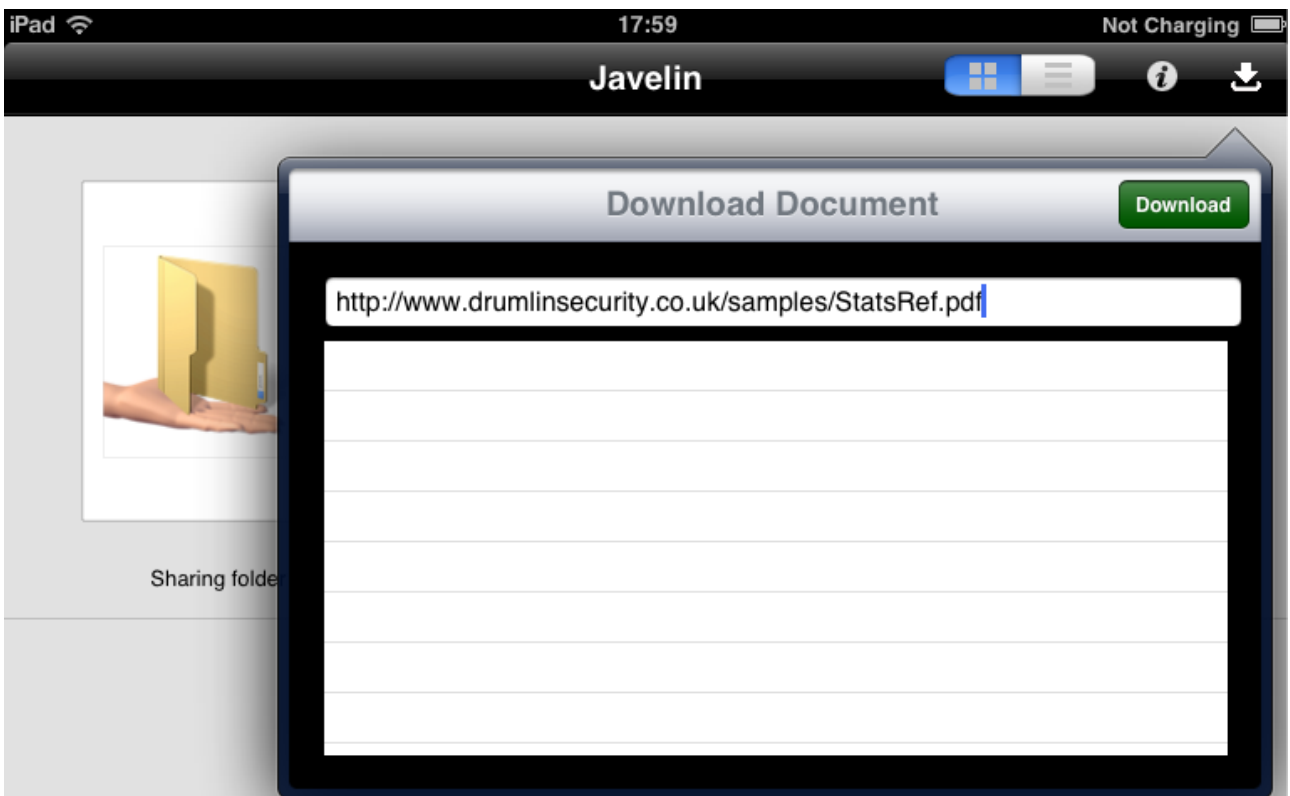 iPad 17:59 Not Charging
Javelin
Download Document
Download
http://www.drumlinsecurity.co.uk/samples/StatsRef.pdf
Sharing folder